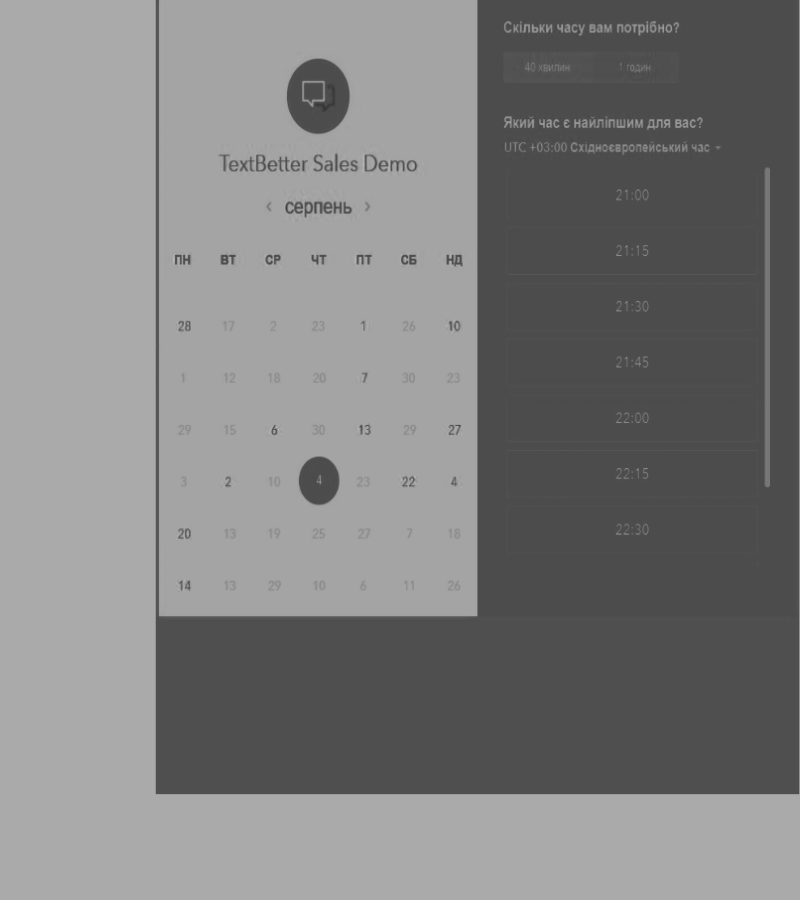 TextBetter Sales Demo
< серпень >
ПН ВТ СР ЧТ ПТ СБ НД
28 17 2 23 1 26 10
1 12 18 20 7 30 23
29 15 6 30 13 29 27
3 2 10 4 23 22 4
20 13 19 25 27 7 18
14 13 29 10 6 11 26
Скільки часу вам потрібно?
40 хвилин 1 годин
Який час є найліпшим для вас?
UTC +03:00 Східноєвропейський час
21:00
21:15
21:30
21:45
22:00
22:15
22:30